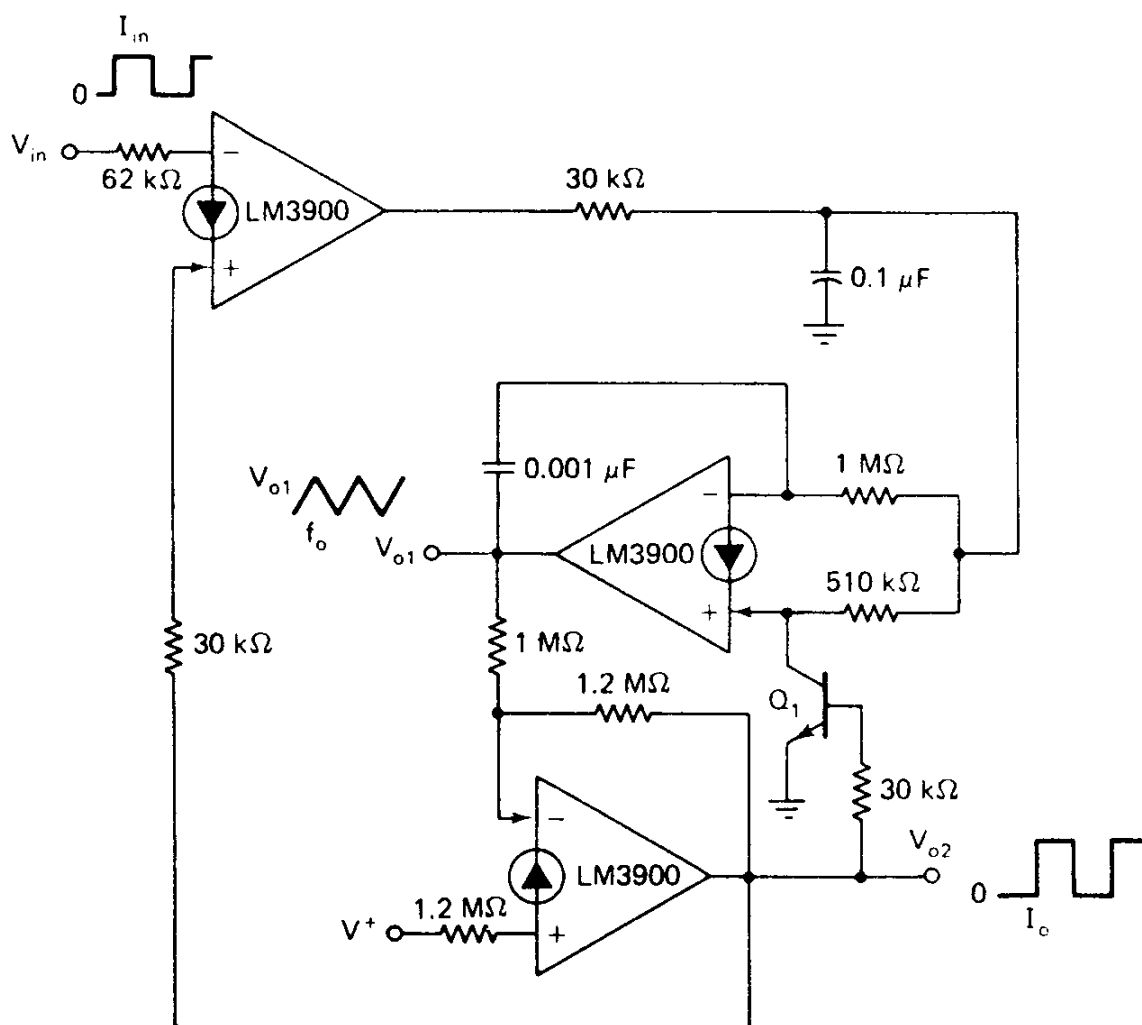 I_in
0
V_in
62 kΩ
−
LM3900
+
30 kΩ
0.1 μF
0.001 μF
V_o1
f_o
V_o1
−
LM3900
+
1 MΩ
510 kΩ
30 kΩ
1 MΩ
1.2 MΩ
Q_1
30 kΩ
−
LM3900
+
V_o2
0
I_o
1.2 MΩ
V^+